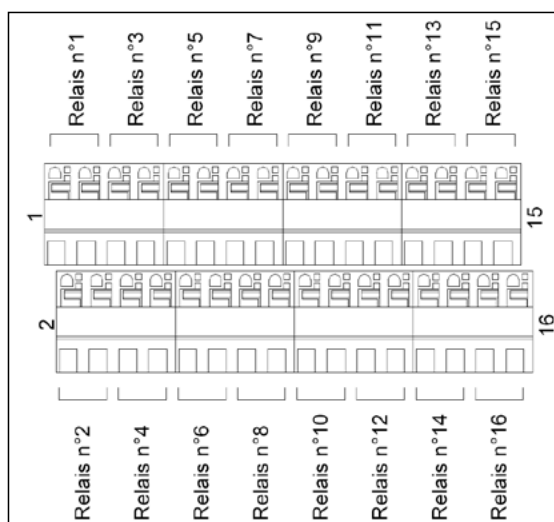 Relais n°1
Relais n°3
Relais n°5
Relais n°7
Relais n°9
Relais n°11
Relais n°13
Relais n°15
1
15
2
16
Relais n°2
Relais n°4
Relais n°6
Relais n°8
Relais n°10
Relais n°12
Relais n°14
Relais n°16